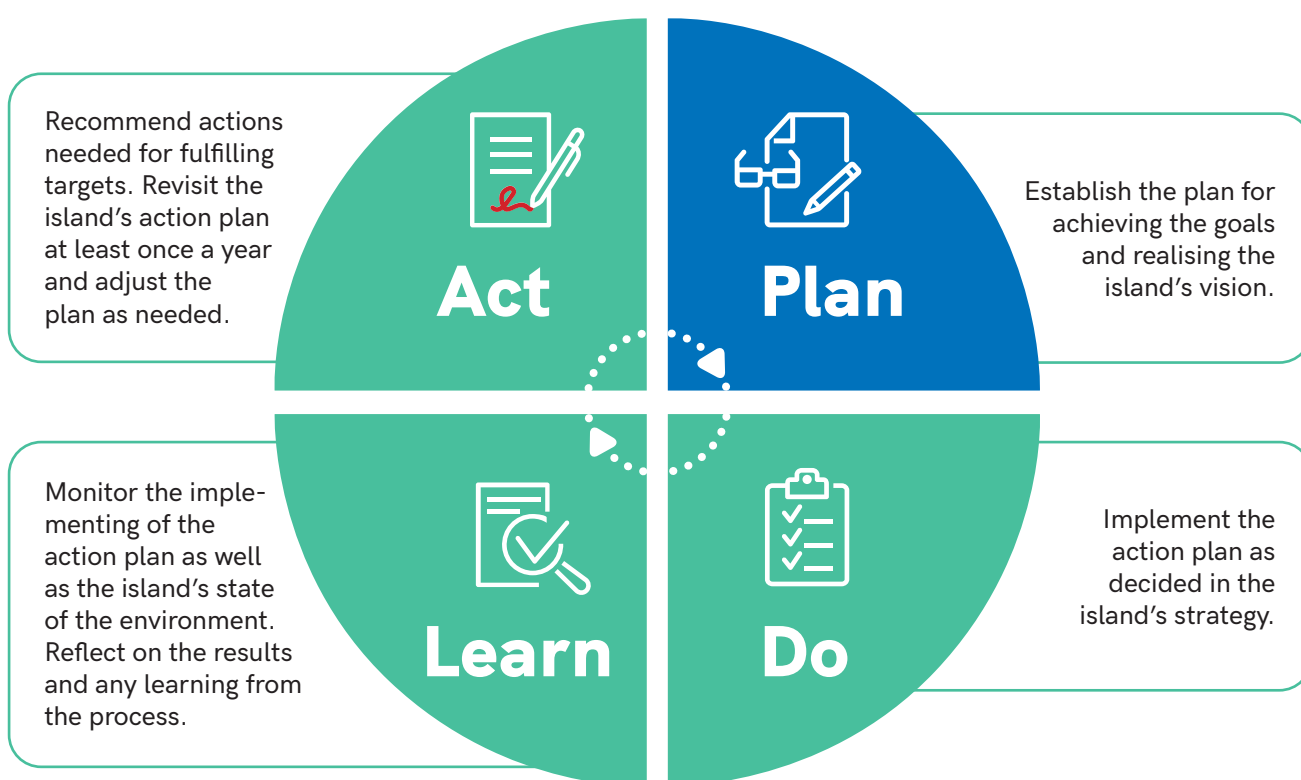 Act
Recommend actions
needed for fulfilling
targets. Revisit the
island’s action plan
at least once a year
and adjust the
plan as needed.
Plan
Establish the plan for
achieving the goals
and realising the
island’s vision.
Learn
Monitor the imple-
menting of the
action plan as well
as the island’s state
of the environment.
Reflect on the results
and any learning from
the process.
Do
Implement the
action plan as
decided in the
island’s strategy.